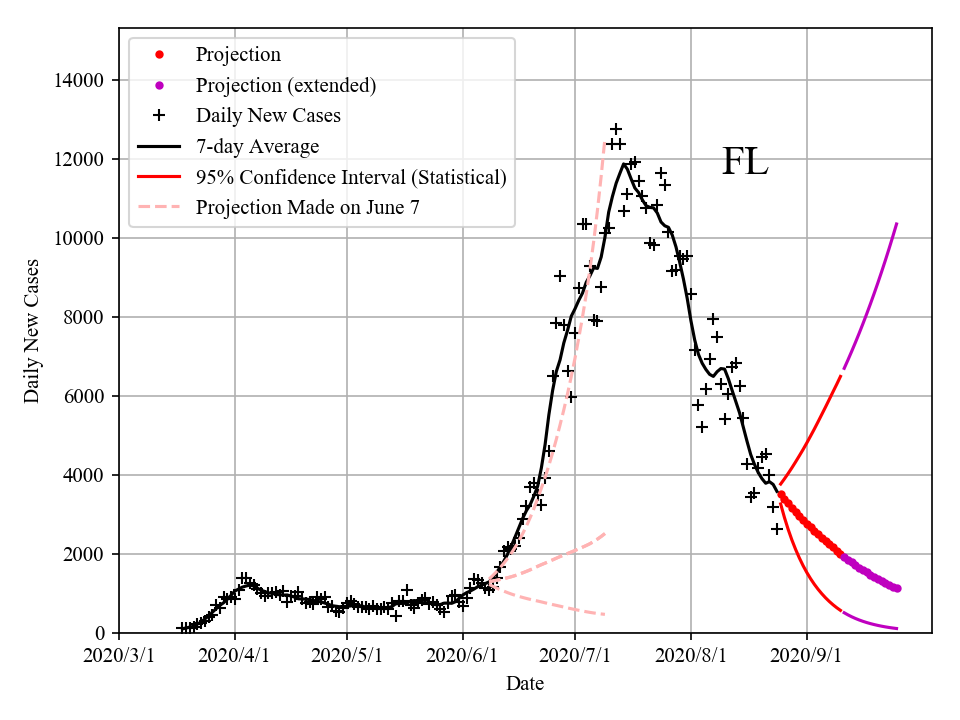 14000
12000
10000
8000
6000
4000
2000
0
Daily New Cases
Projection
Projection (extended)
Daily New Cases
7-day Average
95% Confidence Interval (Statistical)
Projection Made on June 7
FL
2020/3/1 2020/4/1 2020/5/1 2020/6/1 2020/7/1 2020/8/1 2020/9/1
Date